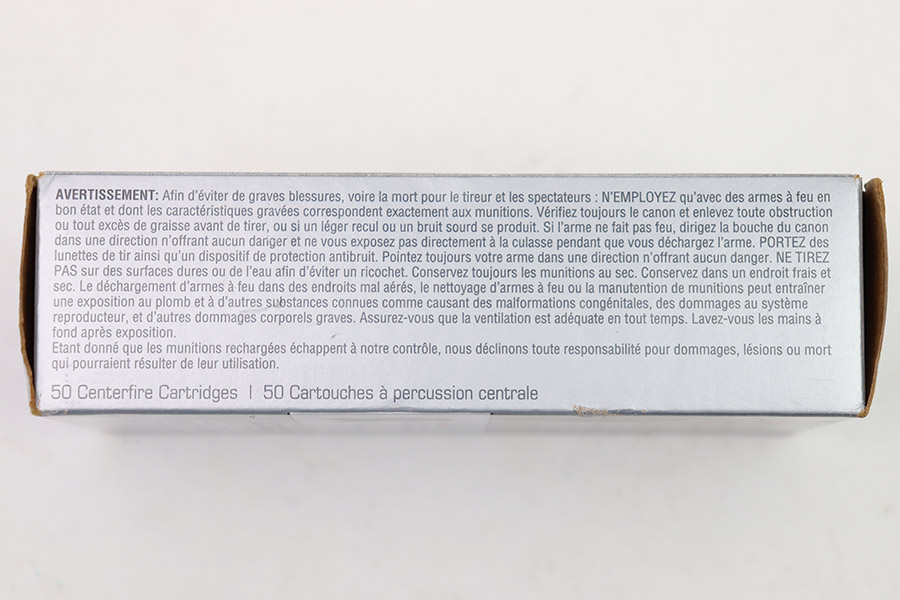 AVERTISSEMENT: Afin d'éviter de graves blessures, voire la mort pour le tireur et les spectateurs : N'EMPLOYEZ qu'avec des armes à feu en
bon état et dont les caractéristiques gravées correspondent exactement aux munitions. Vérifiez toujours le canon et enlevez toute obstruction
ou tout excés de graisse avant de tirer, ou si un léger recul ou un bruit sourd se produit. Si l'arme ne fait pas feu, dirigez la bouche du canon
dans une direction n'offrant aucun danger et ne vous exposez pas directement à la culasse pendant que vous déchargez l'arme. PORTEZ des
lunettes de tir ainsi qu'un dispositif de protection antibruit. Pointez toujours votre arme dans une direction n'offrant aucun danger. NE TIREZ
PAS sur des surfaces dures ou de l'eau afin d'éviter un ricochet. Conservez toujours les munitions au sec. Conservez dans un endroit frais et
sec. Le déchargement d'armes à feu dans des endroits mal aérés, le nettoyage d'armes à feu ou la manutention de munitions peut entraîner
une exposition au plomb et à d'autres substances connues comme causant des malformations congénitales, des dommages au système
reproducteur, et d'autres dommages corporels graves. Assurez-vous que la ventilation est adéquate en tout temps. Lavez-vous les mains à
fond après exposition.
Etant donné que les munitions rechargées échappent à notre contrôle, nous déclinons toute responsabilité pour dommages, lésions ou mort
qui pourraient résulter de leur utilisation.
50 Centerfire Cartridges | 50 Cartouches à percussion centrale